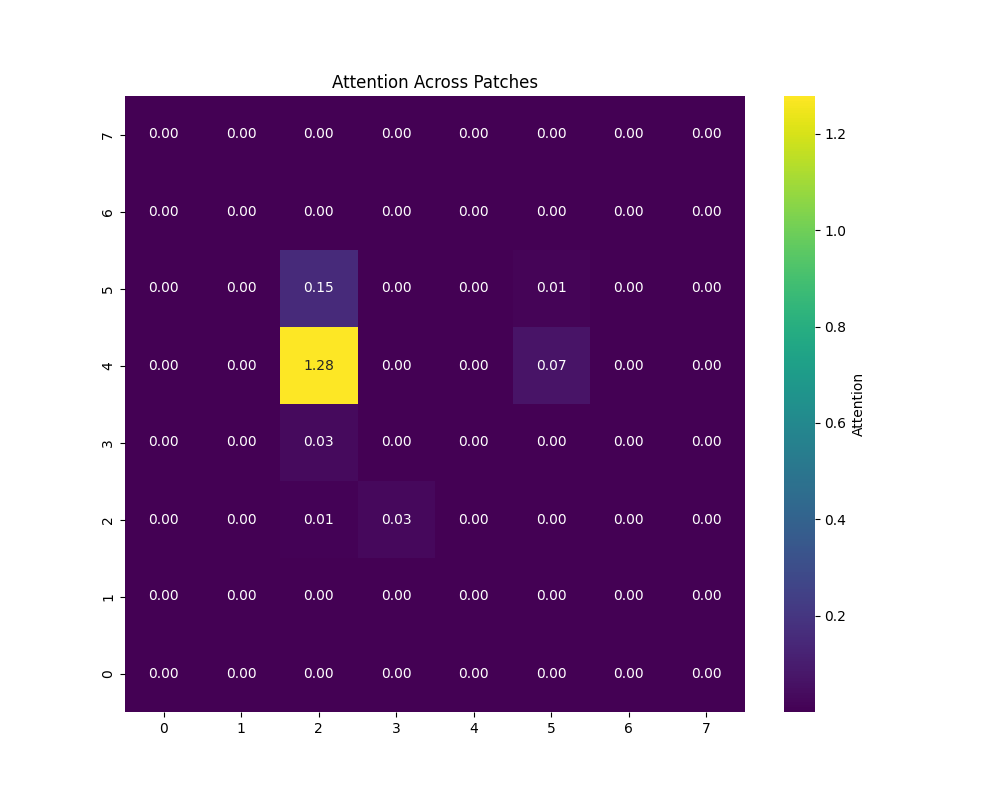 Attention Across Patches
7 0.00 0.00 0.00 0.00 0.00 0.00 0.00 0.00
6 0.00 0.00 0.00 0.00 0.00 0.00 0.00 0.00
5 0.00 0.00 0.15 0.00 0.00 0.01 0.00 0.00
4 0.00 0.00 1.28 0.00 0.00 0.07 0.00 0.00
3 0.00 0.00 0.03 0.00 0.00 0.00 0.00 0.00
2 0.00 0.00 0.01 0.03 0.00 0.00 0.00 0.00
1 0.00 0.00 0.00 0.00 0.00 0.00 0.00 0.00
0 0.00 0.00 0.00 0.00 0.00 0.00 0.00 0.00
0 1 2 3 4 5 6 7
1.2
1.0
0.8
0.6
0.4
0.2
Attention